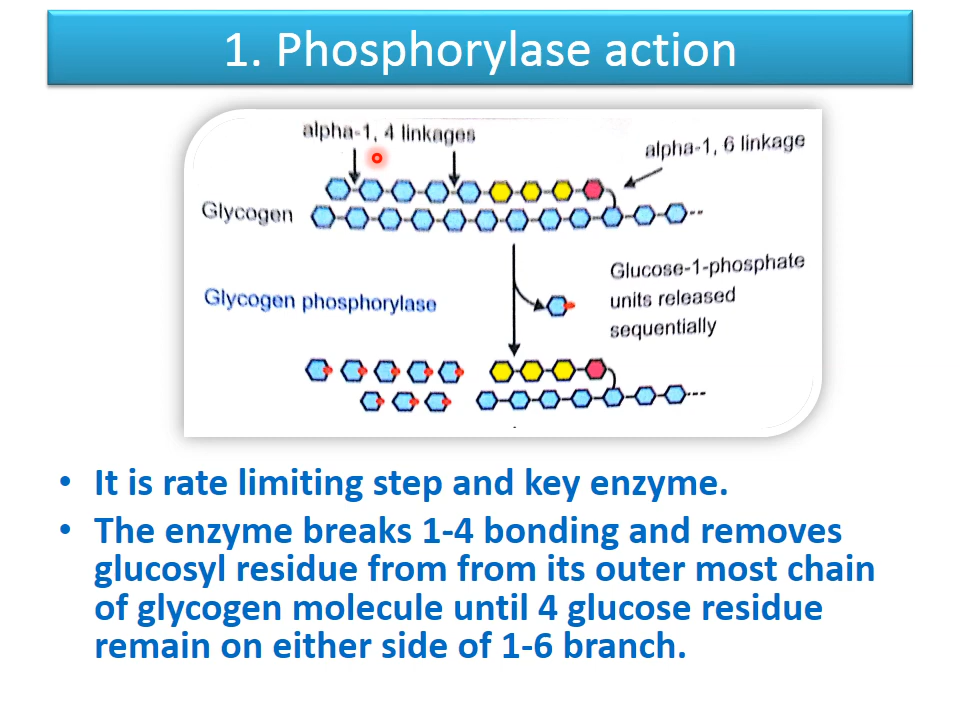 1. Phosphorylase action
alpha-1, 4 linkages
alpha-1, 6 linkage
Glycogen
Glucose-1-phosphate
units released
sequentially
Glycogen phosphorylase
• It is rate limiting step and key enzyme.
• The enzyme breaks 1-4 bonding and removes
glucosyl residue from from its outer most chain
of glycogen molecule until 4 glucose residue
remain on either side of 1-6 branch.